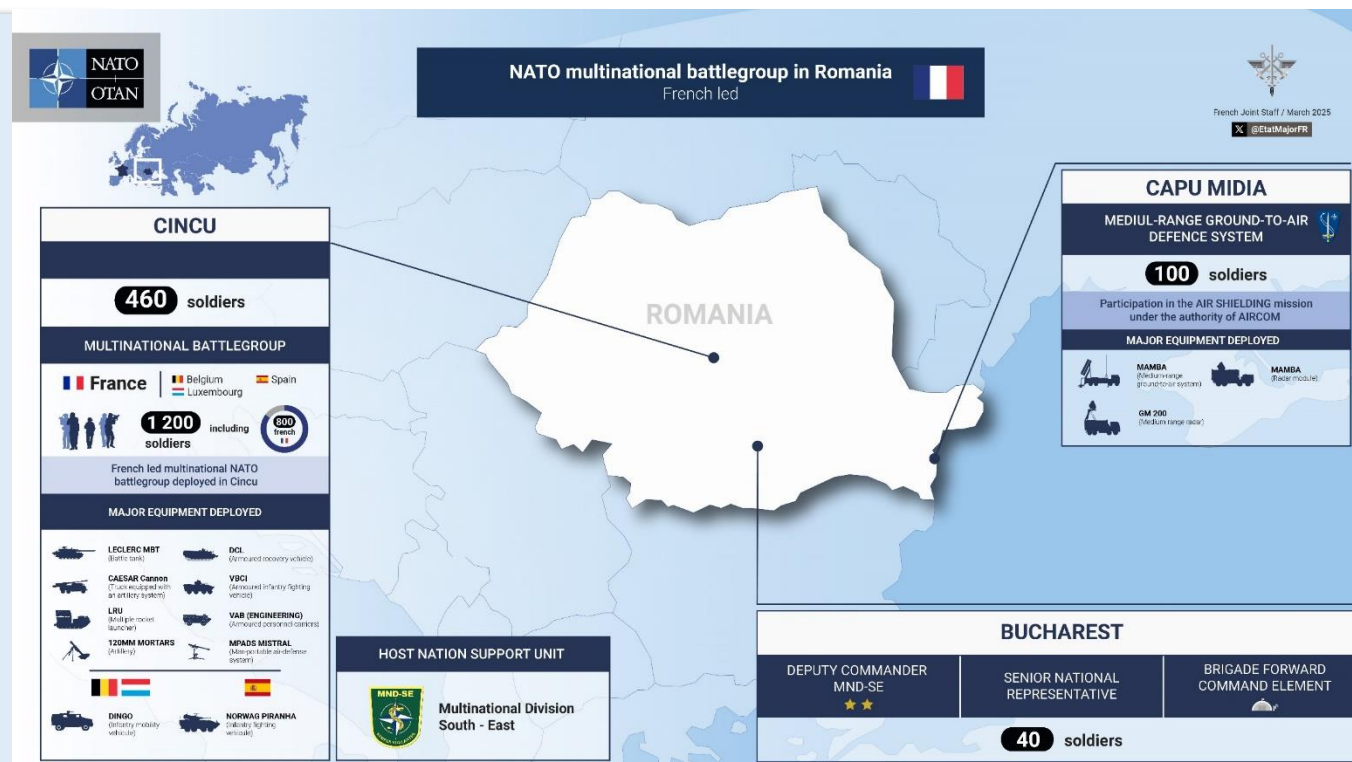 NATO
OTAN
NATO multinational battlegroup in Romania
French led
French Joint Staff / March 2025
X @EtatMajorFR
CINCU
460 soldiers
MULTINATIONAL BATTLEGROUP
France
Belgium
Luxembourg
Spain
1 200
soldiers
including
800
french
French led multinational NATO
battlegroup deployed in Cincu
MAJOR EQUIPMENT DEPLOYED
LECLERC MBT
(Battle tank)
DCL
(Armoured recovery vehicle)
CAESAR Cannon
(Truck equipped with
an artillery system)
VBCI
(Armoured infantry fighting
vehicle)
LRU
(Multiple rocket
launcher)
VAB (ENGINEERING)
(Armoured personnel carriers)
120MM MORTARS
(Artillery)
MPADS MISTRAL
(Man-portable air-defense
system)
DINGO
(Infantry mobility
vehicule)
NORWAG PIRANHA
(Infantry fighting
vehicule)
ROMANIA
HOST NATION SUPPORT UNIT
MND-SE
Multinational Division
South - East
CAPU MIDIA
MEDIUL-RANGE GROUND-TO-AIR
DEFENCE SYSTEM
100 soldiers
Participation in the AIR SHIELDING mission
under the authority of AIRCOM
MAJOR EQUIPMENT DEPLOYED
MAMBA
(Medium-range
ground-to-air system)
MAMBA
(Radar module)
GM 200
(Medium range radar)
BUCHAREST
DEPUTY COMMANDER
MND-SE
SENIOR NATIONAL
REPRESENTATIVE
BRIGADE FORWARD
COMMAND ELEMENT
40 soldiers